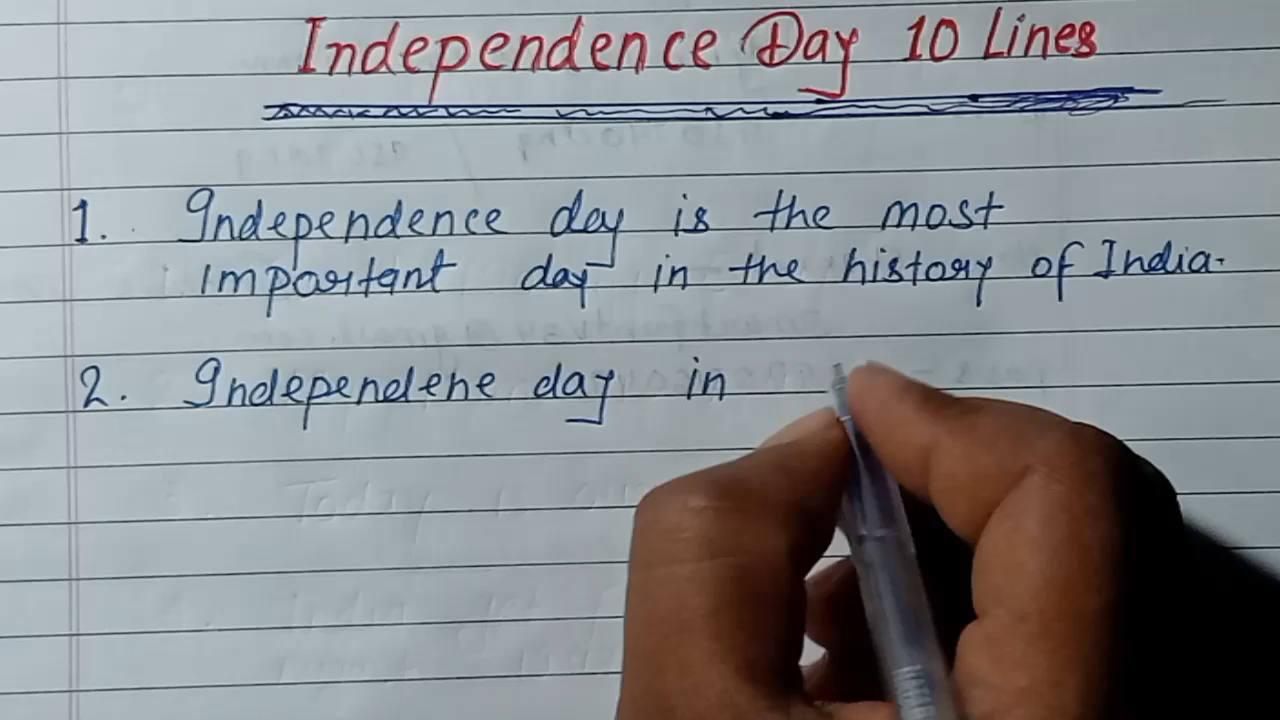 Independence Day 10 Lines
1. Independence day is the most
important day in the history of India.
2. Independene day in